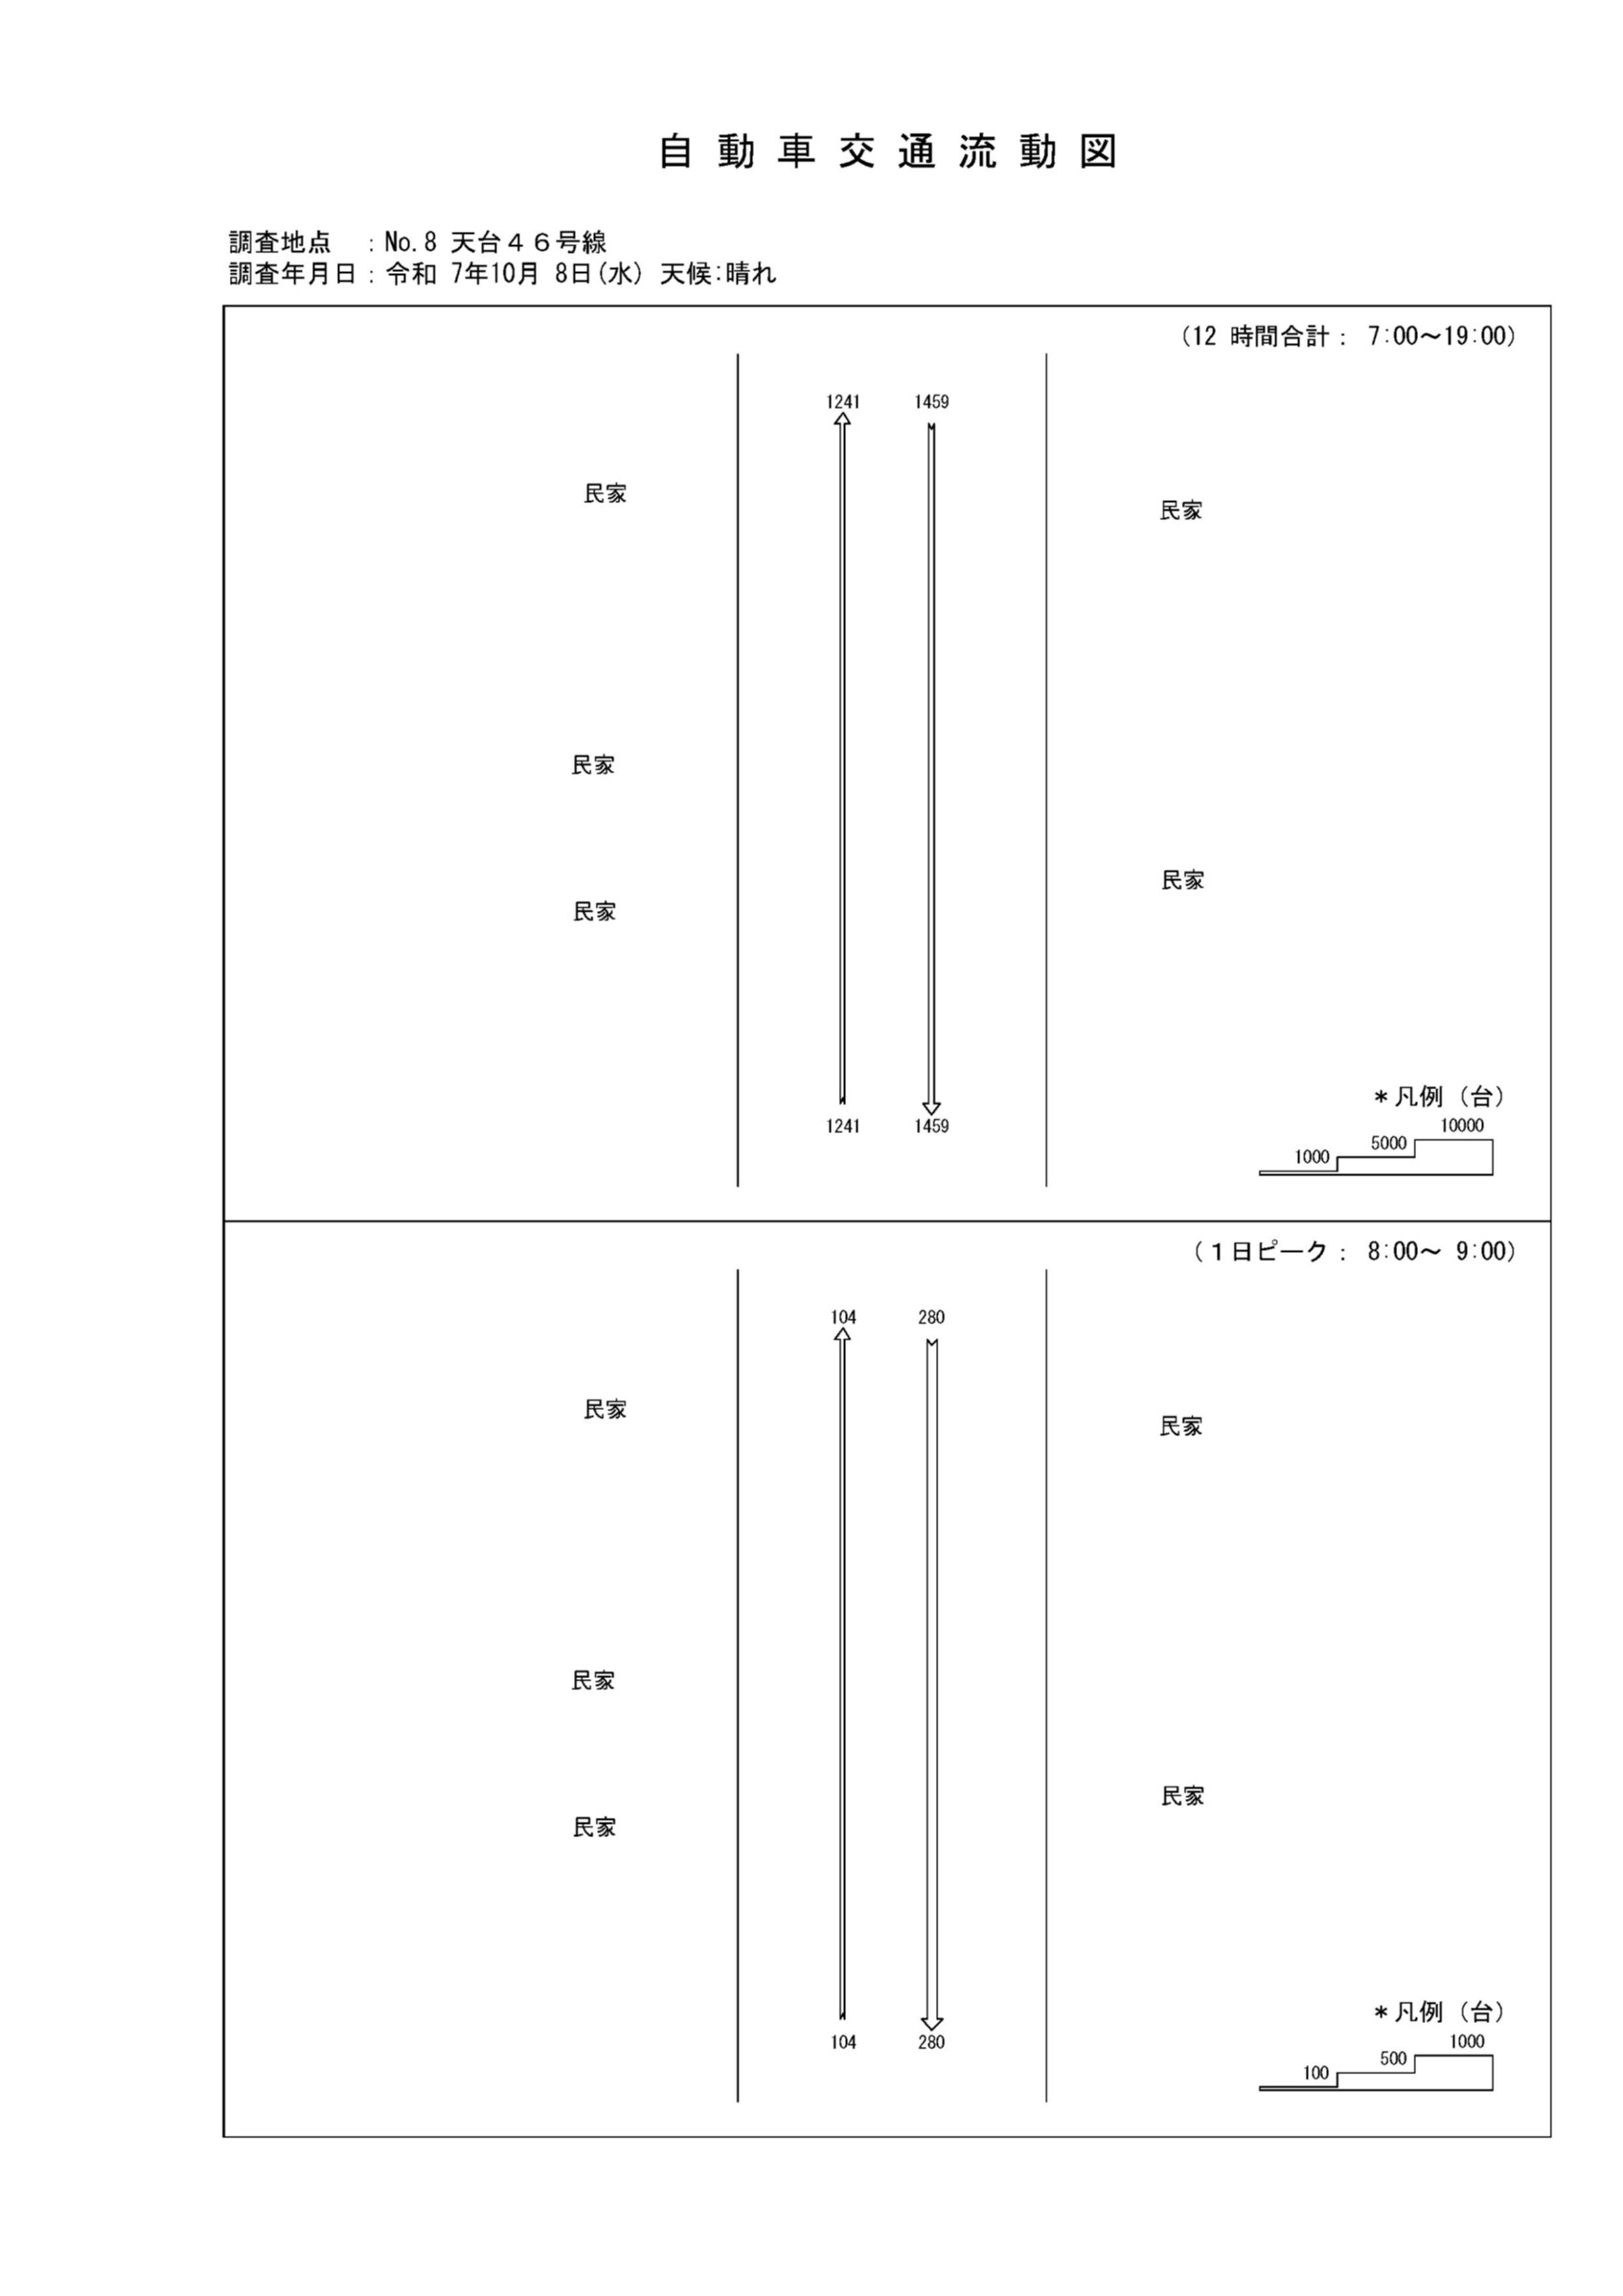 自動車交通流動図
調査地点　：No.8 天台４６号線
調査年月日：令和 7年10月 8日(水) 天候:晴れ
(12 時間合計： 7:00～19:00)
1241 1459
民家
民家
民家
民家
民家
＊凡例（台）
1241 1459
10000
5000
1000
(１日ピーク： 8:00～ 9:00)
104 280
民家
民家
民家
民家
民家
＊凡例（台）
104 280
1000
500
100